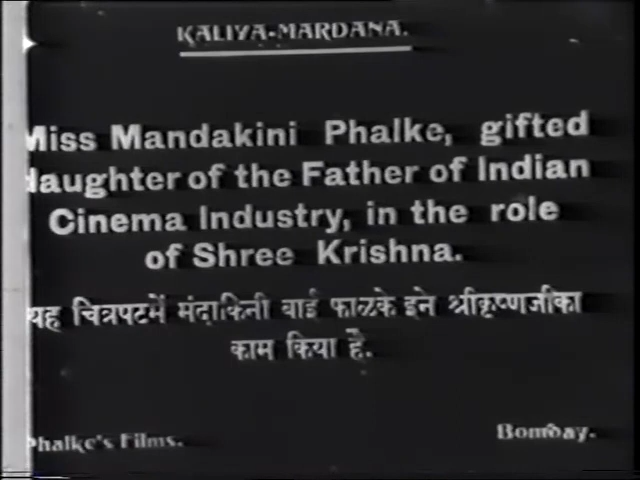 KALIYA-MARDANA.
Miss Mandakini Phalke, gifted
daughter of the Father of Indian
Cinema Industry, in the role
of Shree Krishna.
यह चित्रपटमें मंदाकिनी बाई फाळके इने श्रीकृष्णजीका
काम किया है.
Phalke's Films.
Bombay.